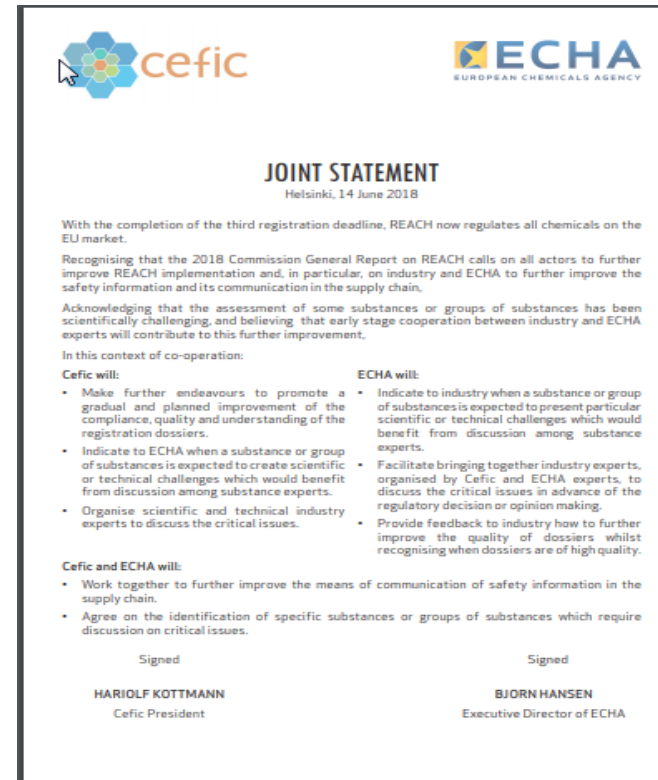 cefic
ECHA
EUROPEAN CHEMICALS AGENCY
JOINT STATEMENT
Helsinki, 14 June 2018
With the completion of the third registration deadline, REACH now regulates all chemicals on the
EU market.
Recognising that the 2018 Commission General Report on REACH calls on all actors to further
improve REACH implementation and, in particular, on industry and ECHA to further improve the
safety information and its communication in the supply chain,
Acknowledging that the assessment of some substances or groups of substances has been
scientifically challenging, and believing that early stage cooperation between industry and ECHA
experts will contribute to this further improvement,
In this context of co-operation:
Cefic will:
• Make further endeavours to promote a
gradual and planned improvement of the
compliance, quality and understanding of the
registration dossiers.
• Indicate to ECHA when a substance or group
of substances is expected to create scientific
or technical challenges which would benefit
from discussion among substance experts.
• Organise scientific and technical industry
experts to discuss the critical issues.
ECHA will:
• Indicate to industry when a substance or group
of substances is expected to present particular
scientific or technical challenges which would
benefit from discussion among substance
experts.
• Facilitate bringing together industry experts,
organised by Cefic and ECHA experts, to
discuss the critical issues in advance of the
regulatory decision or opinion making.
• Provide feedback to industry how to further
improve the quality of dossiers whilst
recognising when dossiers are of high quality.
Cefic and ECHA will:
• Work together to further improve the means of communication of safety information in the
supply chain.
• Agree on the identification of specific substances or groups of substances which require
discussion on critical issues.
Signed
HARIOLF KOTTMANN
Cefic President
Signed
BJORN HANSEN
Executive Director of ECHA